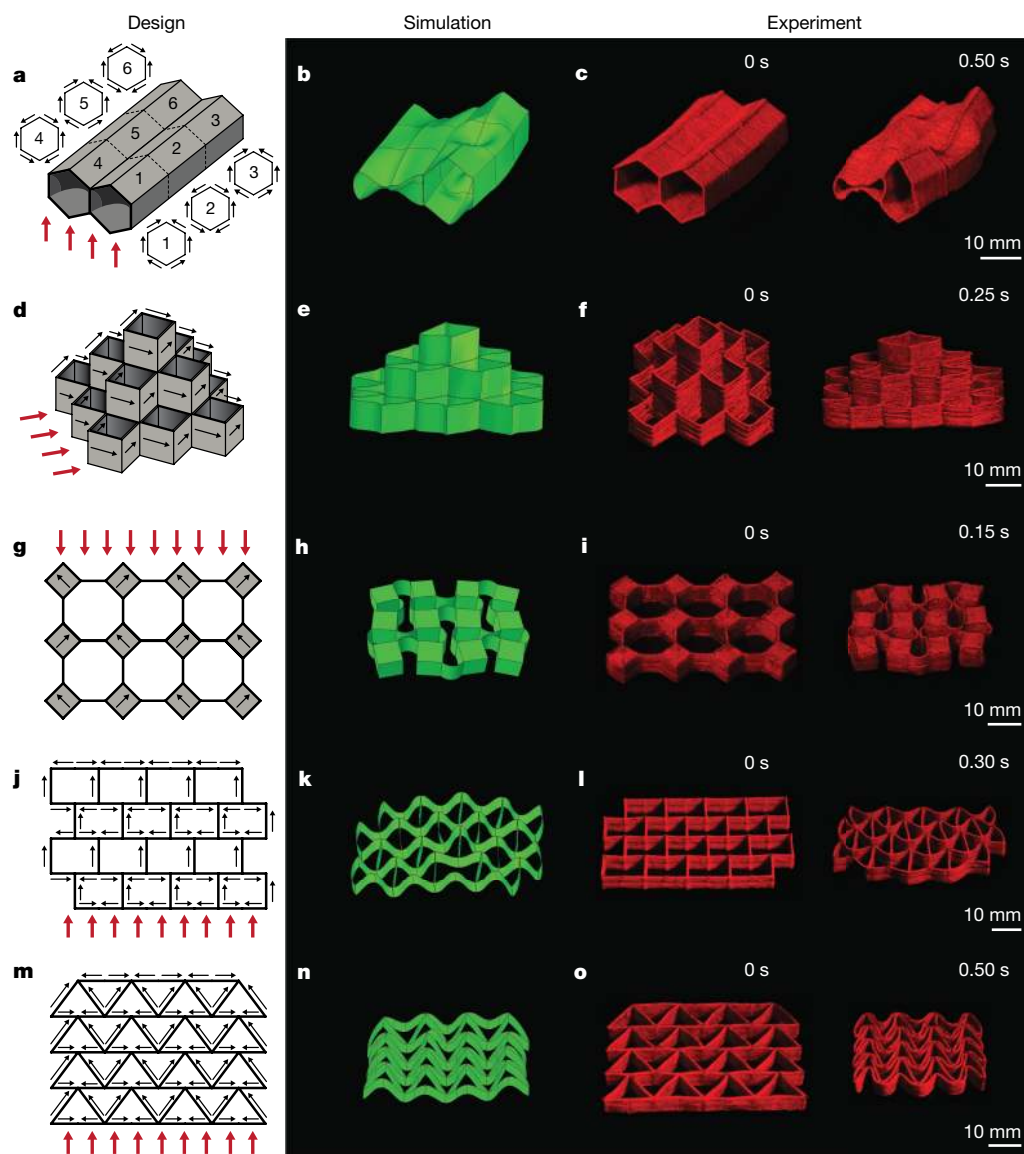 Design Simulation Experiment
a 6 b c 0 s 0.50 s
5 6
4 5 3
4 2 3
1 2
1
10 mm
d e f 0 s 0.25 s
10 mm
g h i 0 s 0.15 s
10 mm
j k l 0 s 0.30 s
10 mm
m n o 0 s 0.50 s
10 mm